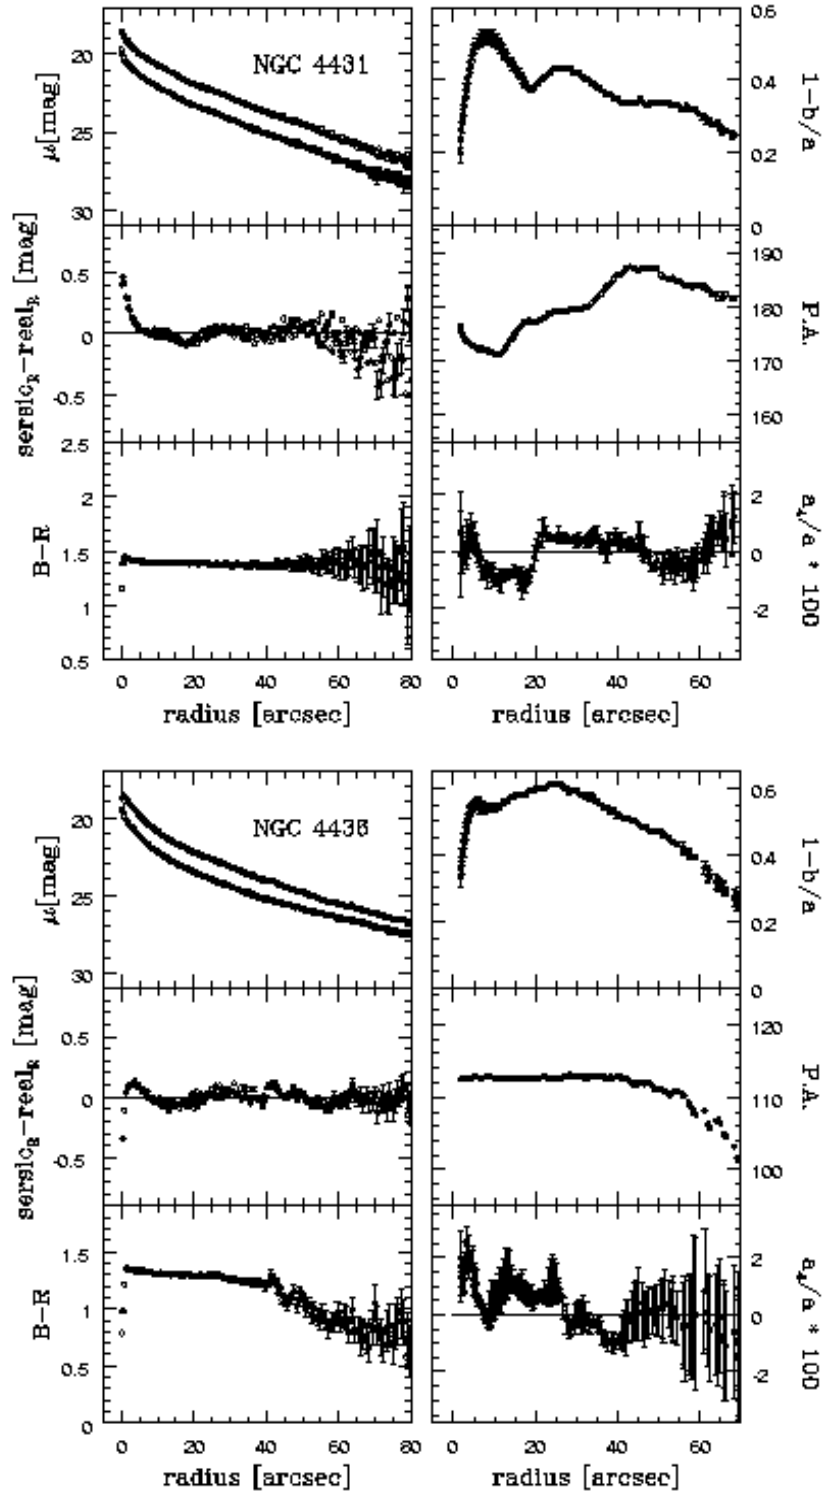 NGC 4431
μ[mag]
20
25
30
0.6
0.4
0.2
0
1-b/a
sersic_R-real_R [mag]
0.5
0
-0.5
190
180
170
160
P.A.
B-R
2.5
2
1.5
1
0.5
2
0
-2
a_4/a * 100
0 20 40 60 80
0 20 40 60
radius [arcsec]
radius [arcsec]
NGC 4436
μ[mag]
20
25
30
0.6
0.4
0.2
0
1-b/a
sersic_R-real_R [mag]
0.5
0
-0.5
120
110
100
P.A.
B-R
1.5
1
0.5
0
2
0
-2
a_4/a * 100
0 20 40 60 80
0 20 40 60
radius [arcsec]
radius [arcsec]